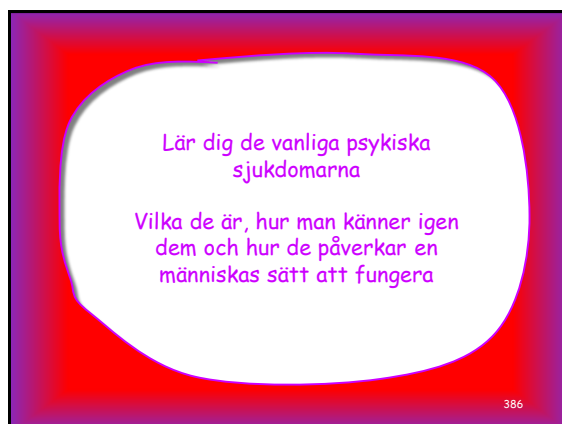 Lär dig de vanliga psykiska
sjukdomarna
Vilka de är, hur man känner igen
dem och hur de påverkar en
människas sätt att fungera
386